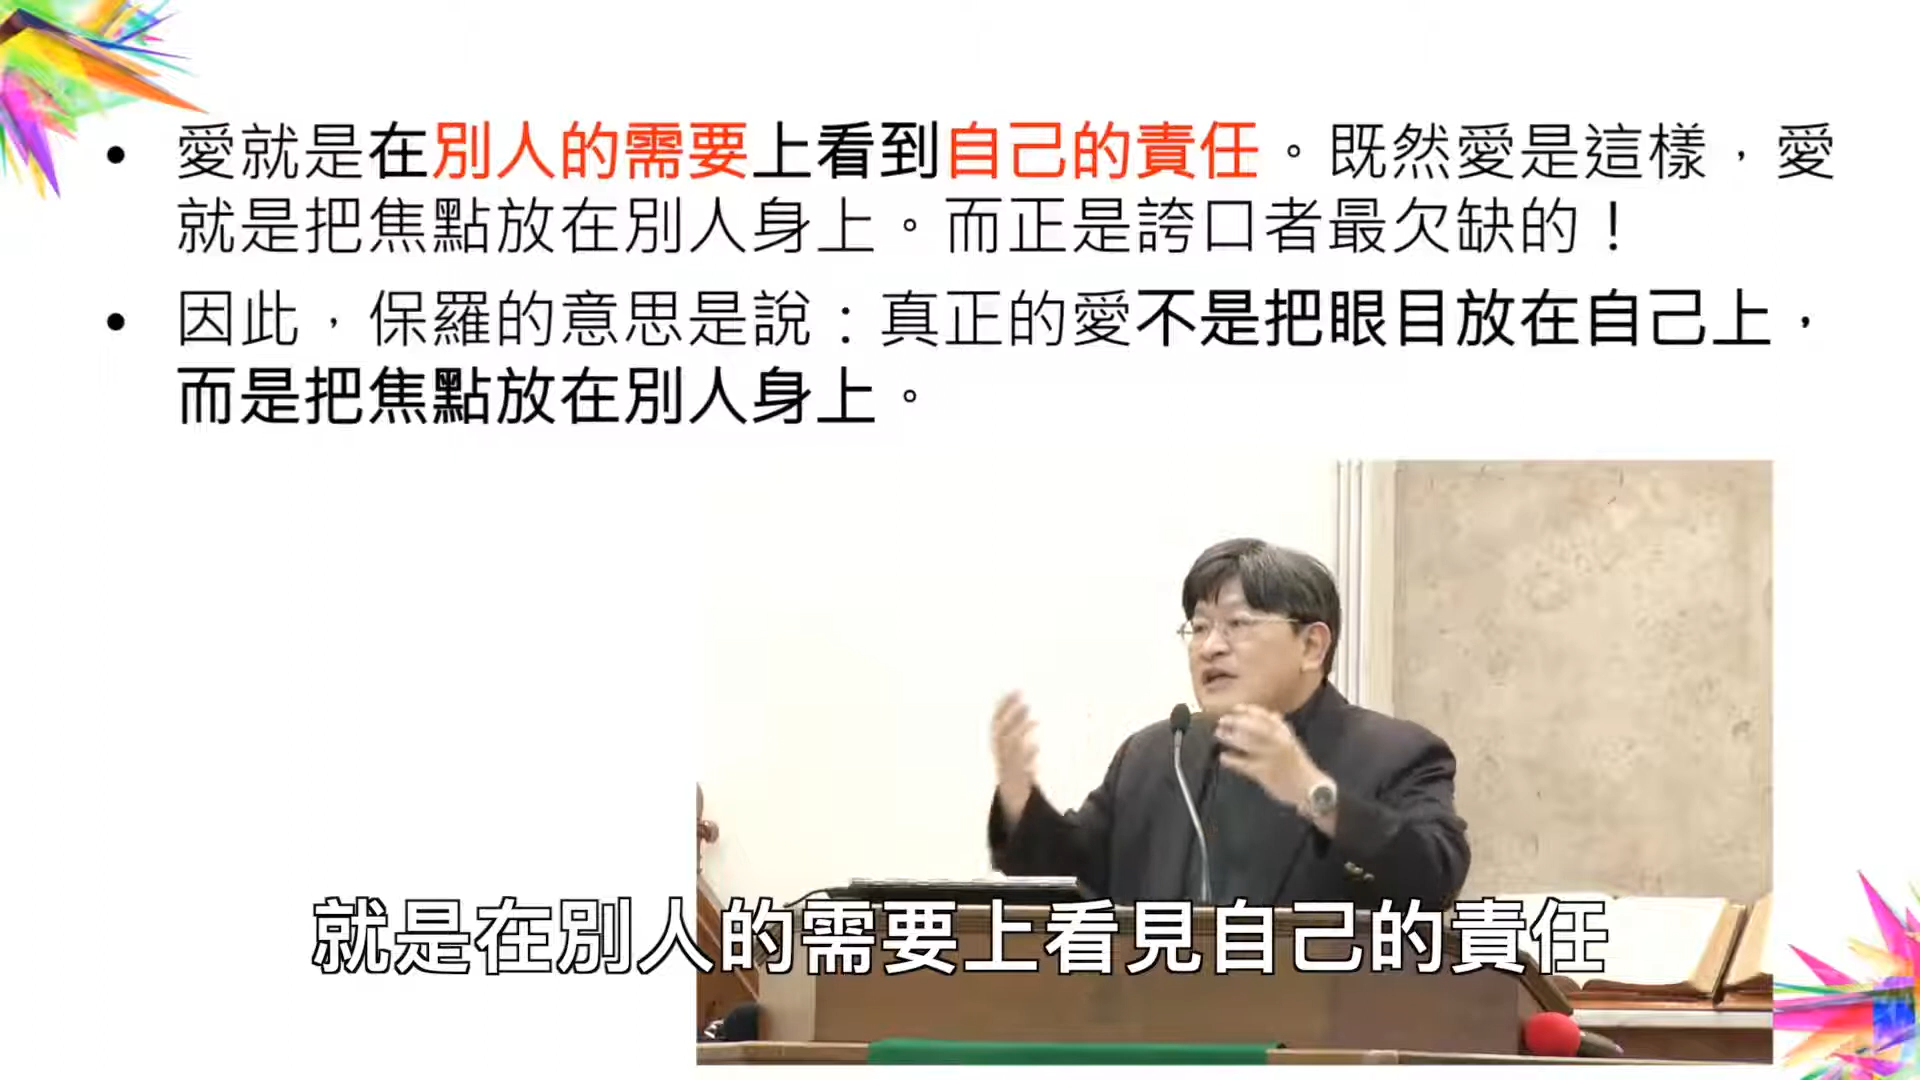 • 愛就是在別人的需要上看到自己的責任。既然愛是這樣，愛
就是把焦點放在別人身上。而正是誇口者最欠缺的！
• 因此，保羅的意思是說：真正的愛不是把眼目放在自己上，
而是把焦點放在別人身上。
就是在別人的需要上看見自己的責任